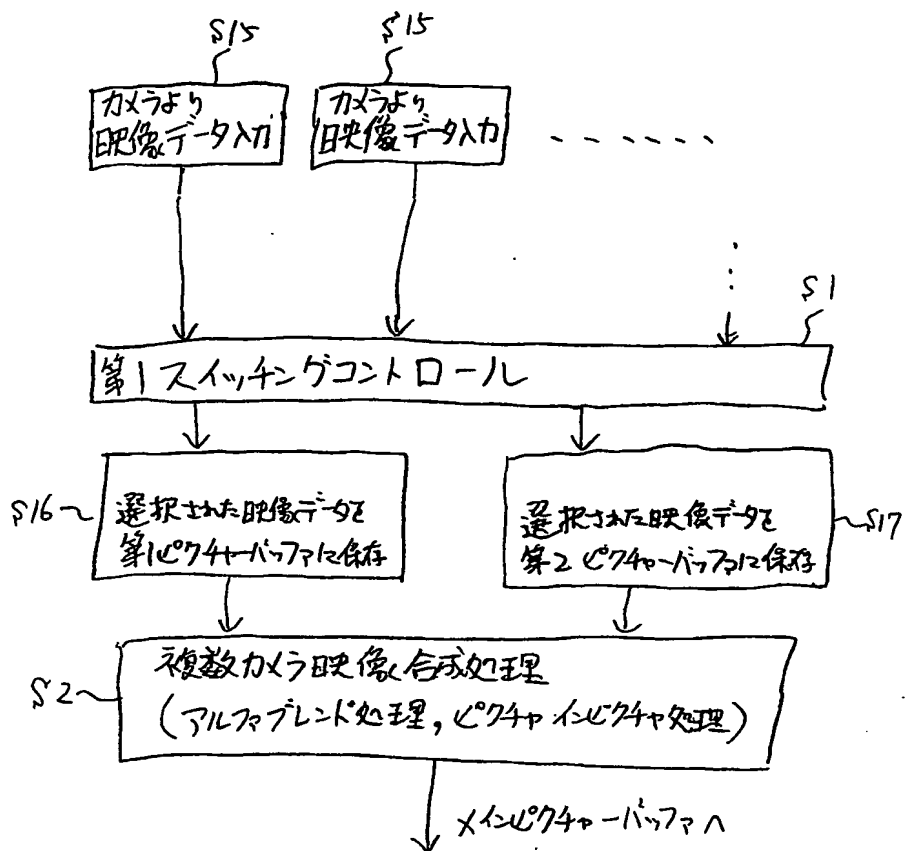 S15
S15
カメラより
映像データ入力
カメラより
映像データ入力
S1
第1スイッチングコントロール
S16
選択された映像データを
第1ピクチャーバッファに保存
選択された映像データを
第2ピクチャーバッファに保存
S17
S2
複数カメラ映像合成処理
(アルファブレンド処理,ピクチャインピクチャ処理)
メインピクチャーバッファへ